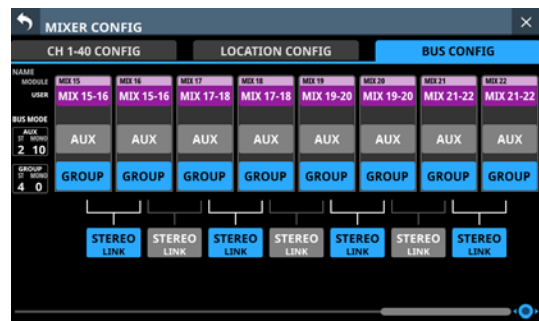 MIXER CONFIG
CH 1-40 CONFIG LOCATION CONFIG BUS CONFIG
NAME
MODULE MIX 15 MIX 16 MIX 17 MIX 18 MIX 19 MIX 20 MIX 21 MIX 22
USER MIX 15-16 MIX 15-16 MIX 17-18 MIX 17-18 MIX 19-20 MIX 19-20 MIX 21-22 MIX 21-22
BUS MODE
AUX
ST MONO
2 10
AUX AUX AUX AUX AUX AUX AUX AUX
GROUP
ST MONO
4 0
GROUP GROUP GROUP GROUP GROUP GROUP GROUP GROUP
STEREO STEREO STEREO STEREO STEREO STEREO STEREO
LINK LINK LINK LINK LINK LINK LINK